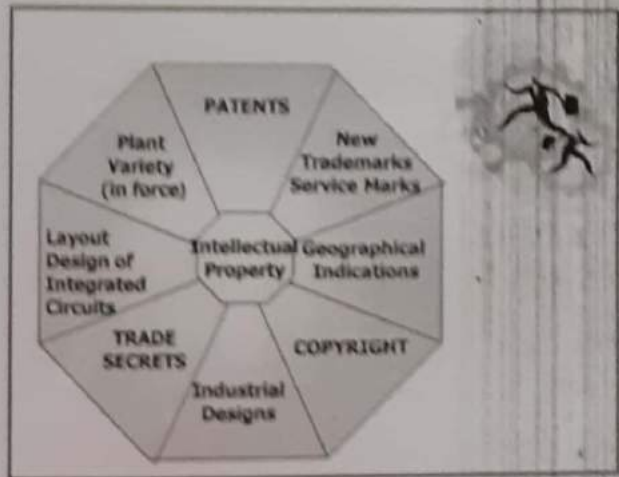 PATENTS
New
Trademarks
Service Marks
Geographical
Indications
COPYRIGHT
Industrial
Designs
TRADE
SECRETS
Layout
Design of
Integrated
Circuits
Plant
Variety
(in force)
Intellectual
Property